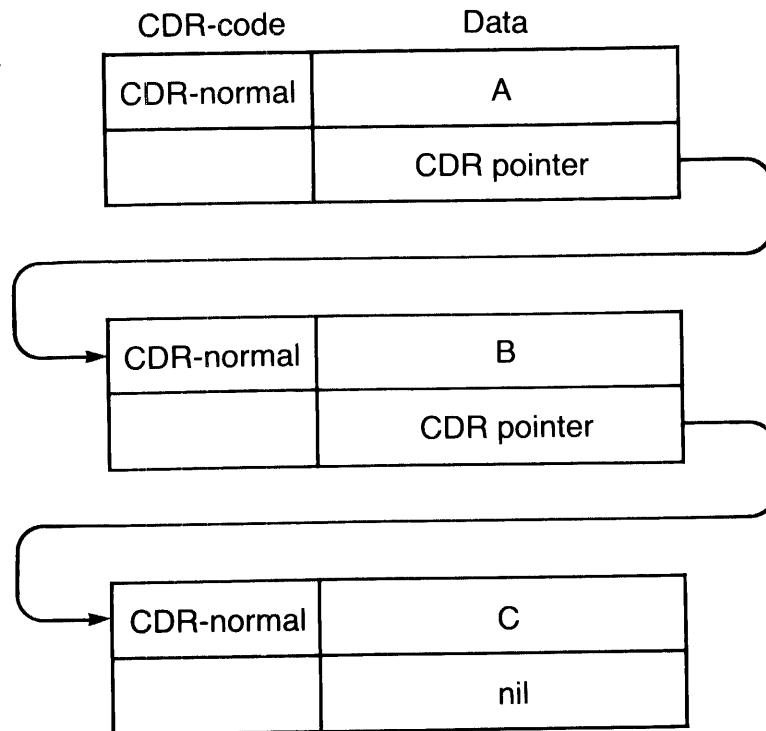 CDR-code Data
CDR-normal A
CDR pointer
CDR-normal B
CDR pointer
CDR-normal C
nil